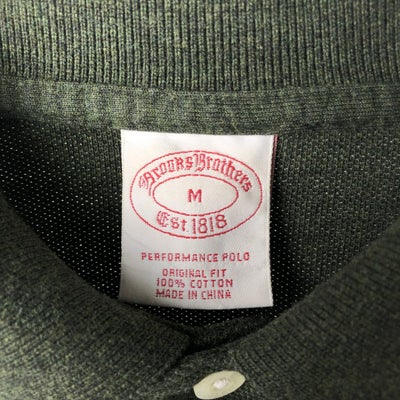 Brooks Brothers
M
Est 1818
PERFORMANCE POLO
ORIGINAL FIT
100% COTTON
MADE IN CHINA